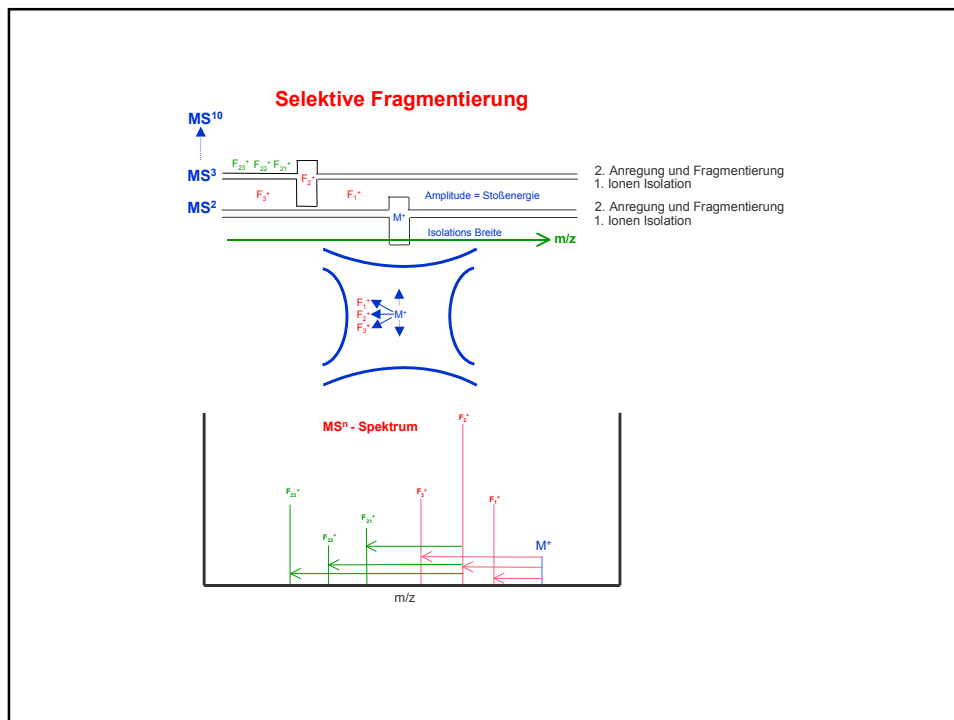 Selektive Fragmentierung
MS¹⁰
F₂₃⁺ F₂₂⁺ F₂₁⁺
MS³
F₂⁺
2. Anregung und Fragmentierung
1. Ionen Isolation
F₃⁺
F₁⁺
Amplitude = Stoßenergie
MS²
M⁺
2. Anregung und Fragmentierung
1. Ionen Isolation
Isolations Breite
m/z
F₁⁺
F₂⁺
M⁺
F₃⁺
MSⁿ - Spektrum
F₂⁺
F₂₃⁺
F₃⁺
F₁⁺
F₂₁⁺
F₂₂⁺
M⁺
m/z